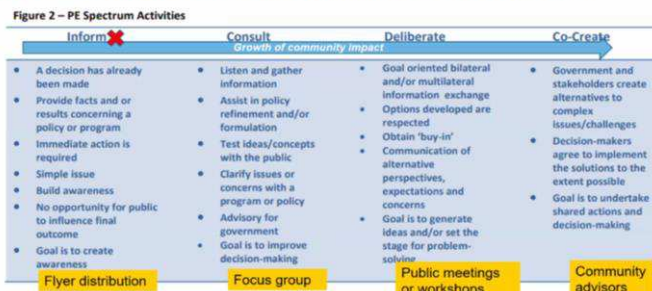 Figure 2 – PE Spectrum Activities
Inform
Consult
Deliberate
Co-Create
Growth of community impact
• A decision has already
been made
• Provide facts and or
results concerning a
policy or program
• Immediate action is
required
• Simple issue
• Build awareness
• No opportunity for public
to influence final
outcome
• Goal is to create
awareness
Flyer distribution
• Listen and gather
information
• Assist in policy
refinement and/or
formulation
• Test ideas/concepts
with the public
• Clarify issues or
concerns with a
program or policy
• Advisory for
government
• Goal is to improve
decision-making
Focus group
• Goal oriented bilateral
and/or multilateral
information exchange
• Options developed are
respected
• Obtain 'buy-in'
• Communication of
alternative
perspectives,
expectations and
concerns
• Goal is to generate
ideas and/or set the
stage for problem-
solving
Public meetings
or workshops
• Government and
stakeholders create
alternatives to
complex
issues/challenges
• Decision-makers
agree to implement
the solutions to the
extent possible
• Goal is to undertake
shared actions and
decision-making
Community
advisors